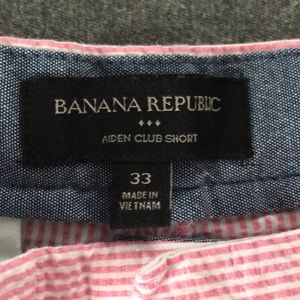 BANANA REPUBLIC
AIDEN CLUB SHORT
33
MADE IN
VIETNAM